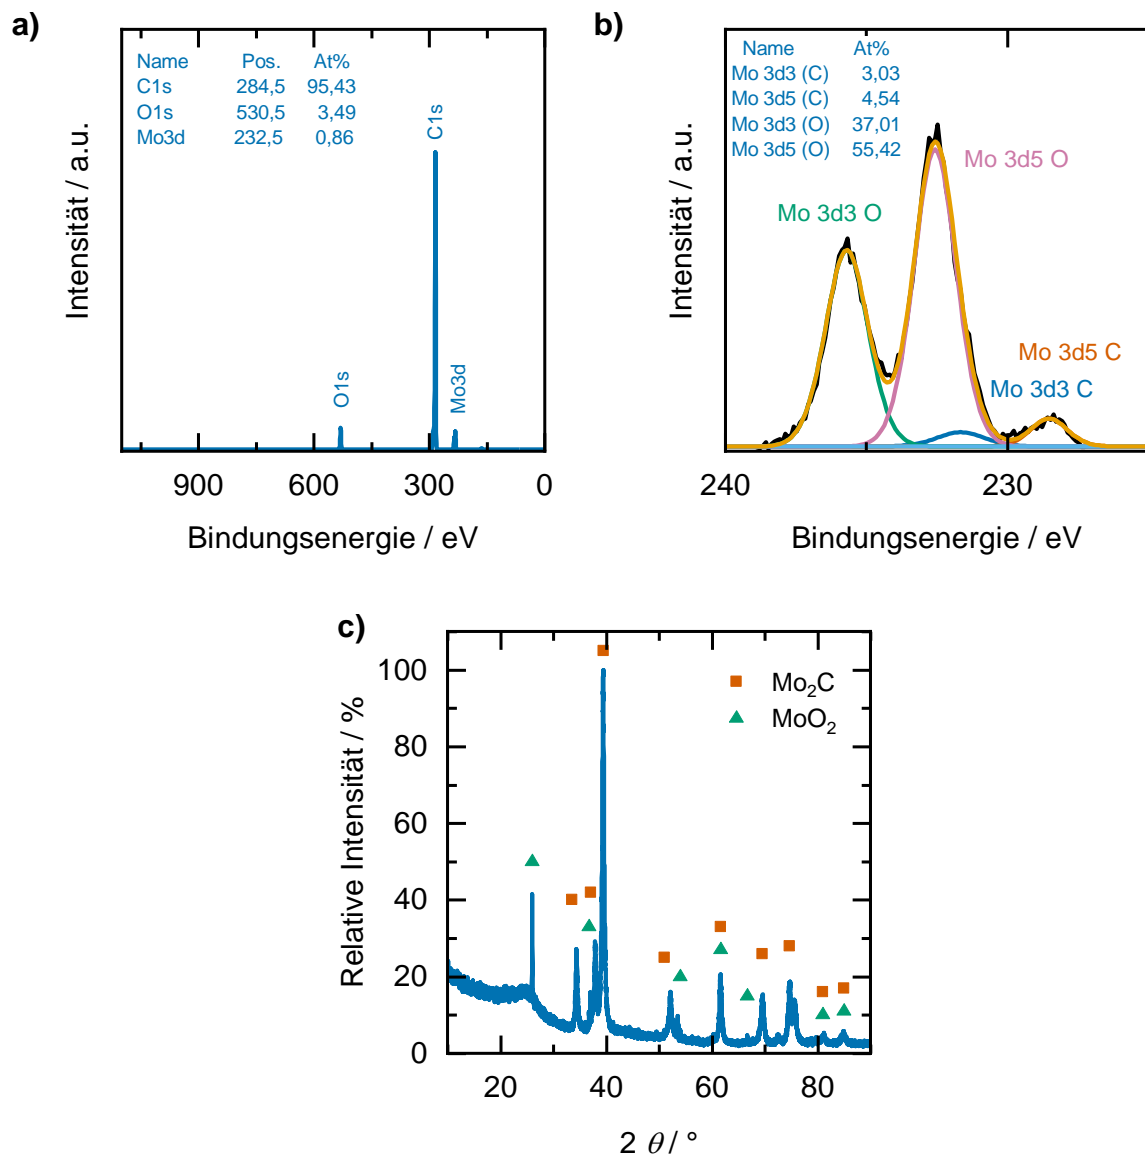 a)
Name Pos. At%
C1s 284,5 95,43
O1s 530,5 3,49
Mo3d 232,5 0,86
C1s
O1s
Mo3d
Intensität / a.u.
900 600 300 0
Bindungsenergie / eV
b)
Name At%
Mo 3d3 (C) 3,03
Mo 3d5 (C) 4,54
Mo 3d3 (O) 37,01
Mo 3d5 (O) 55,42
Mo 3d5 O
Mo 3d3 O
Mo 3d5 C
Mo 3d3 C
Intensität / a.u.
240 230
Bindungsenergie / eV
c)
Mo₂C
MoO₂
Relative Intensität / %
100
80
60
40
20
0
20 40 60 80
2 θ / °